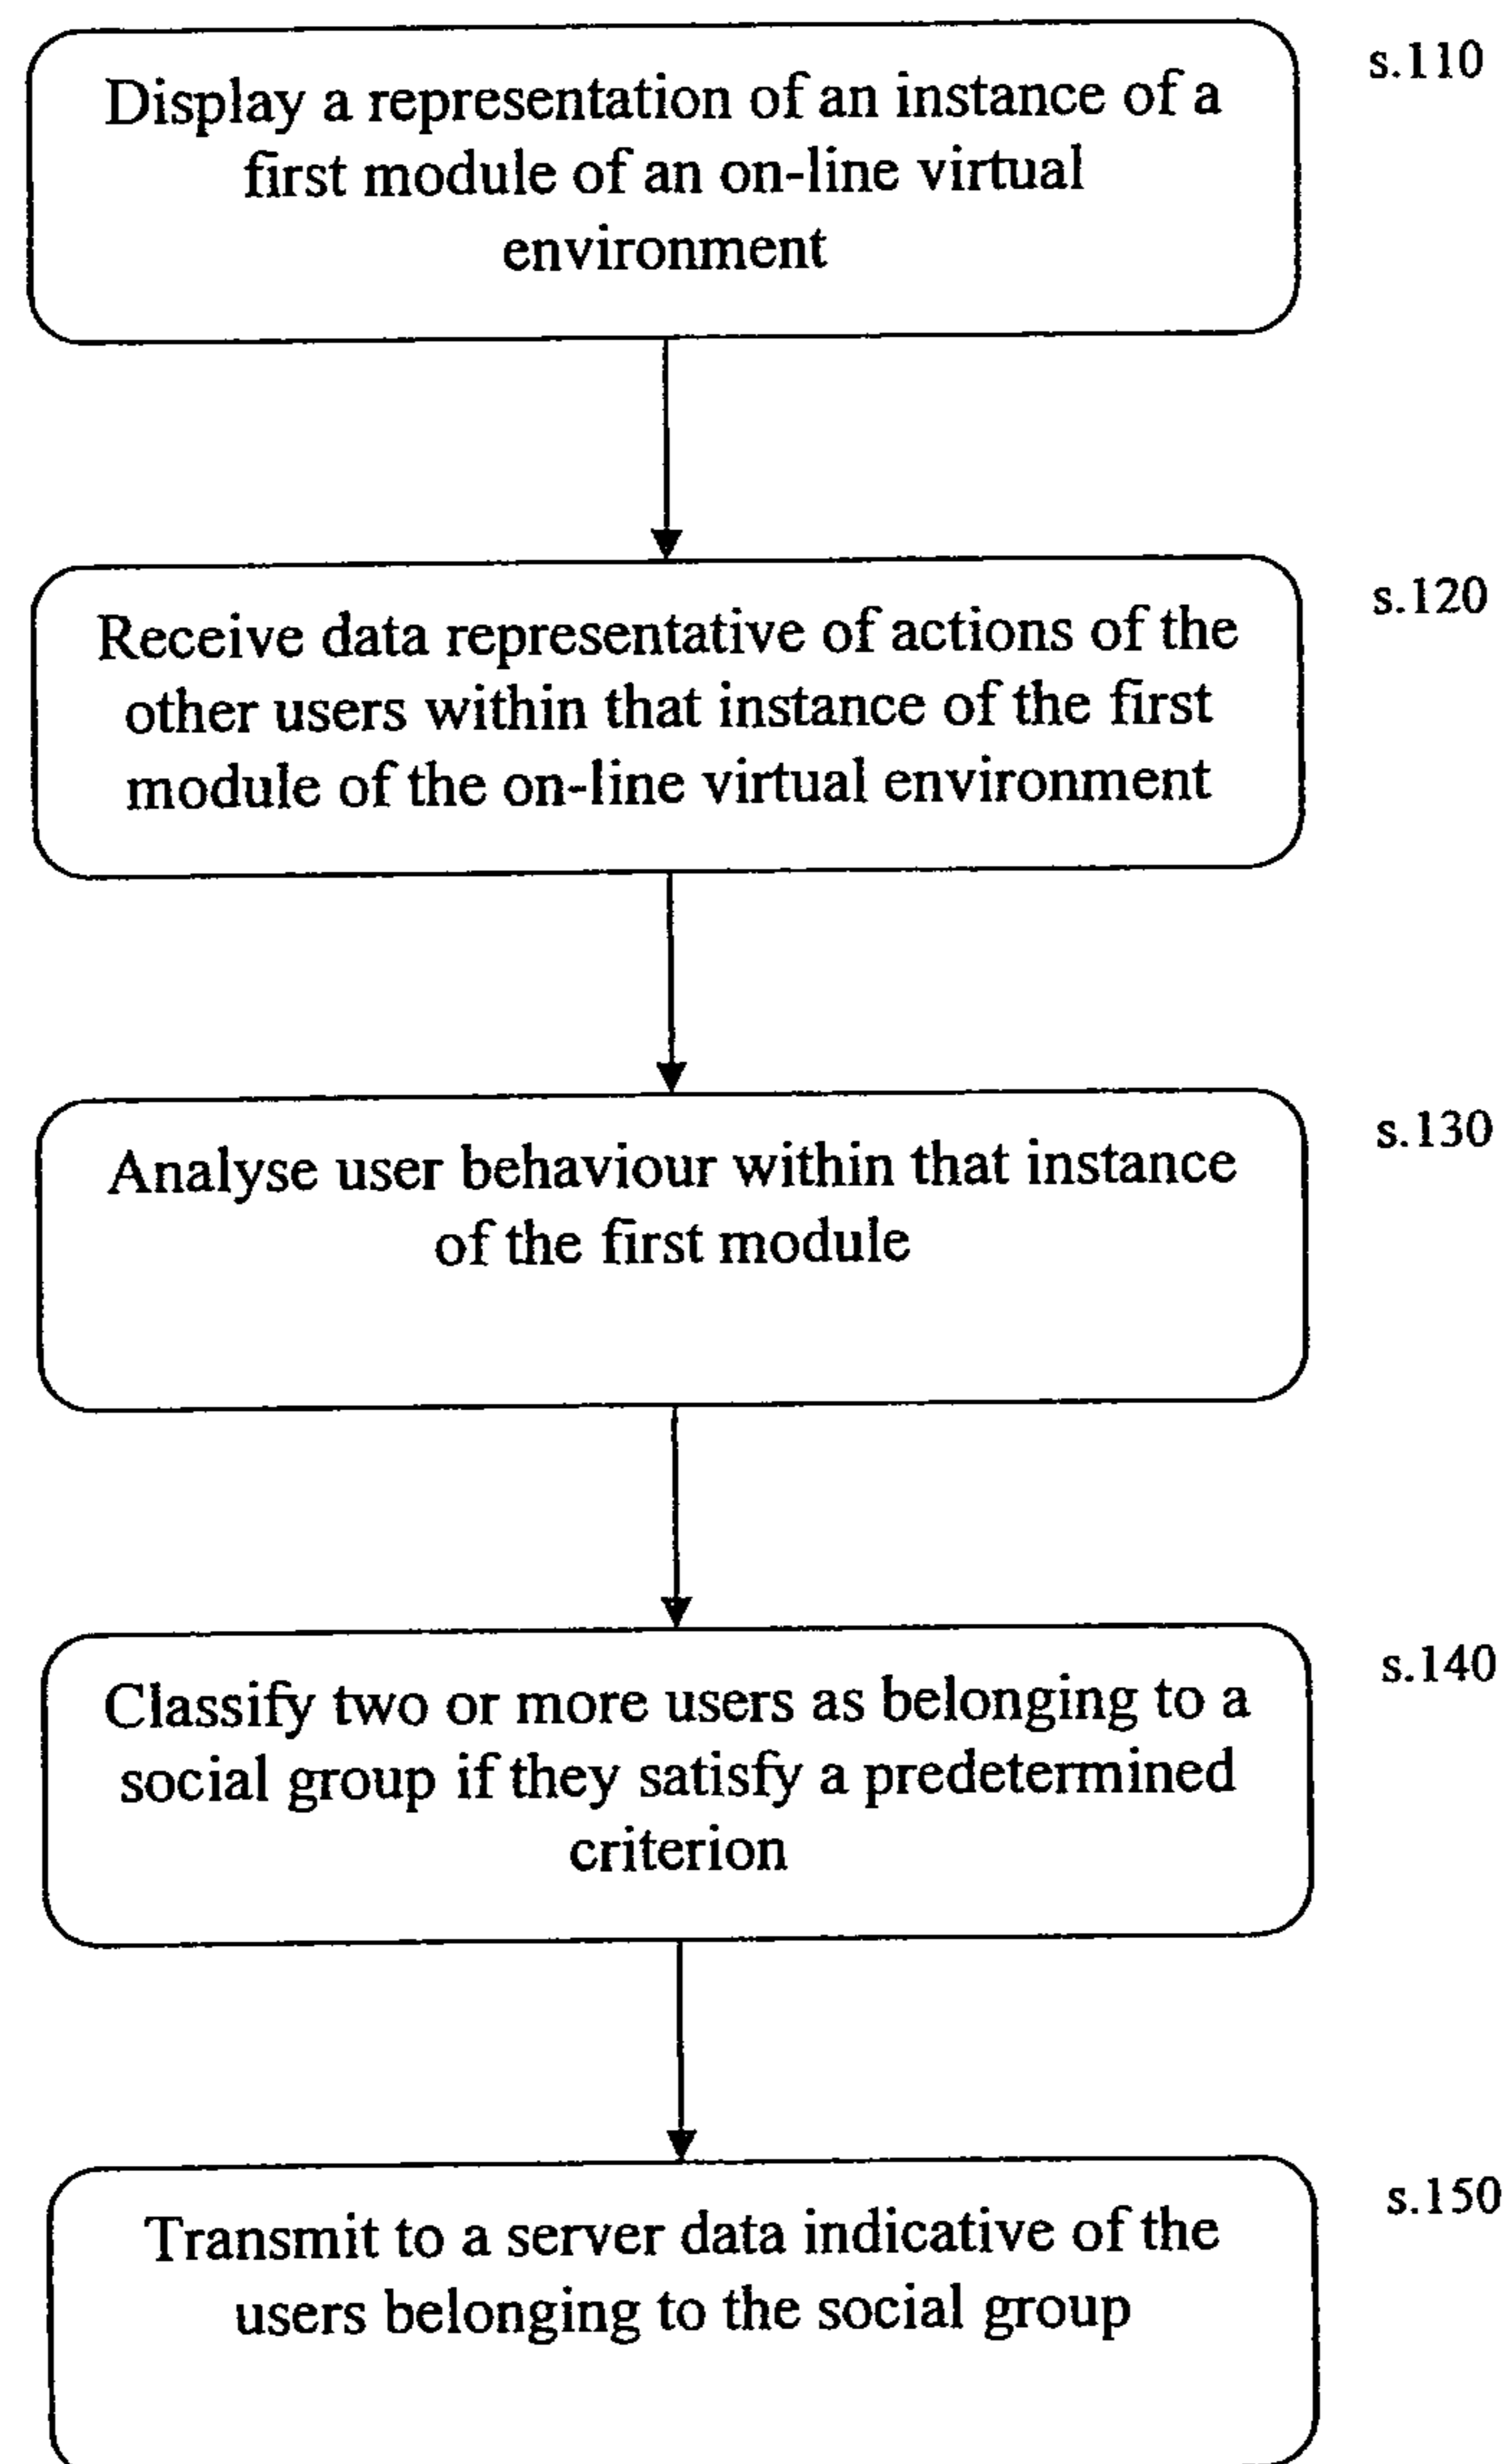 Display a representation of an instance of a
first module of an on-line virtual
environment
s.110
Receive data representative of actions of the
other users within that instance of the first
module of the on-line virtual environment
s.120
Analyse user behaviour within that instance
of the first module
s.130
Classify two or more users as belonging to a
social group if they satisfy a predetermined
criterion
s.140
Transmit to a server data indicative of the
users belonging to the social group
s.150